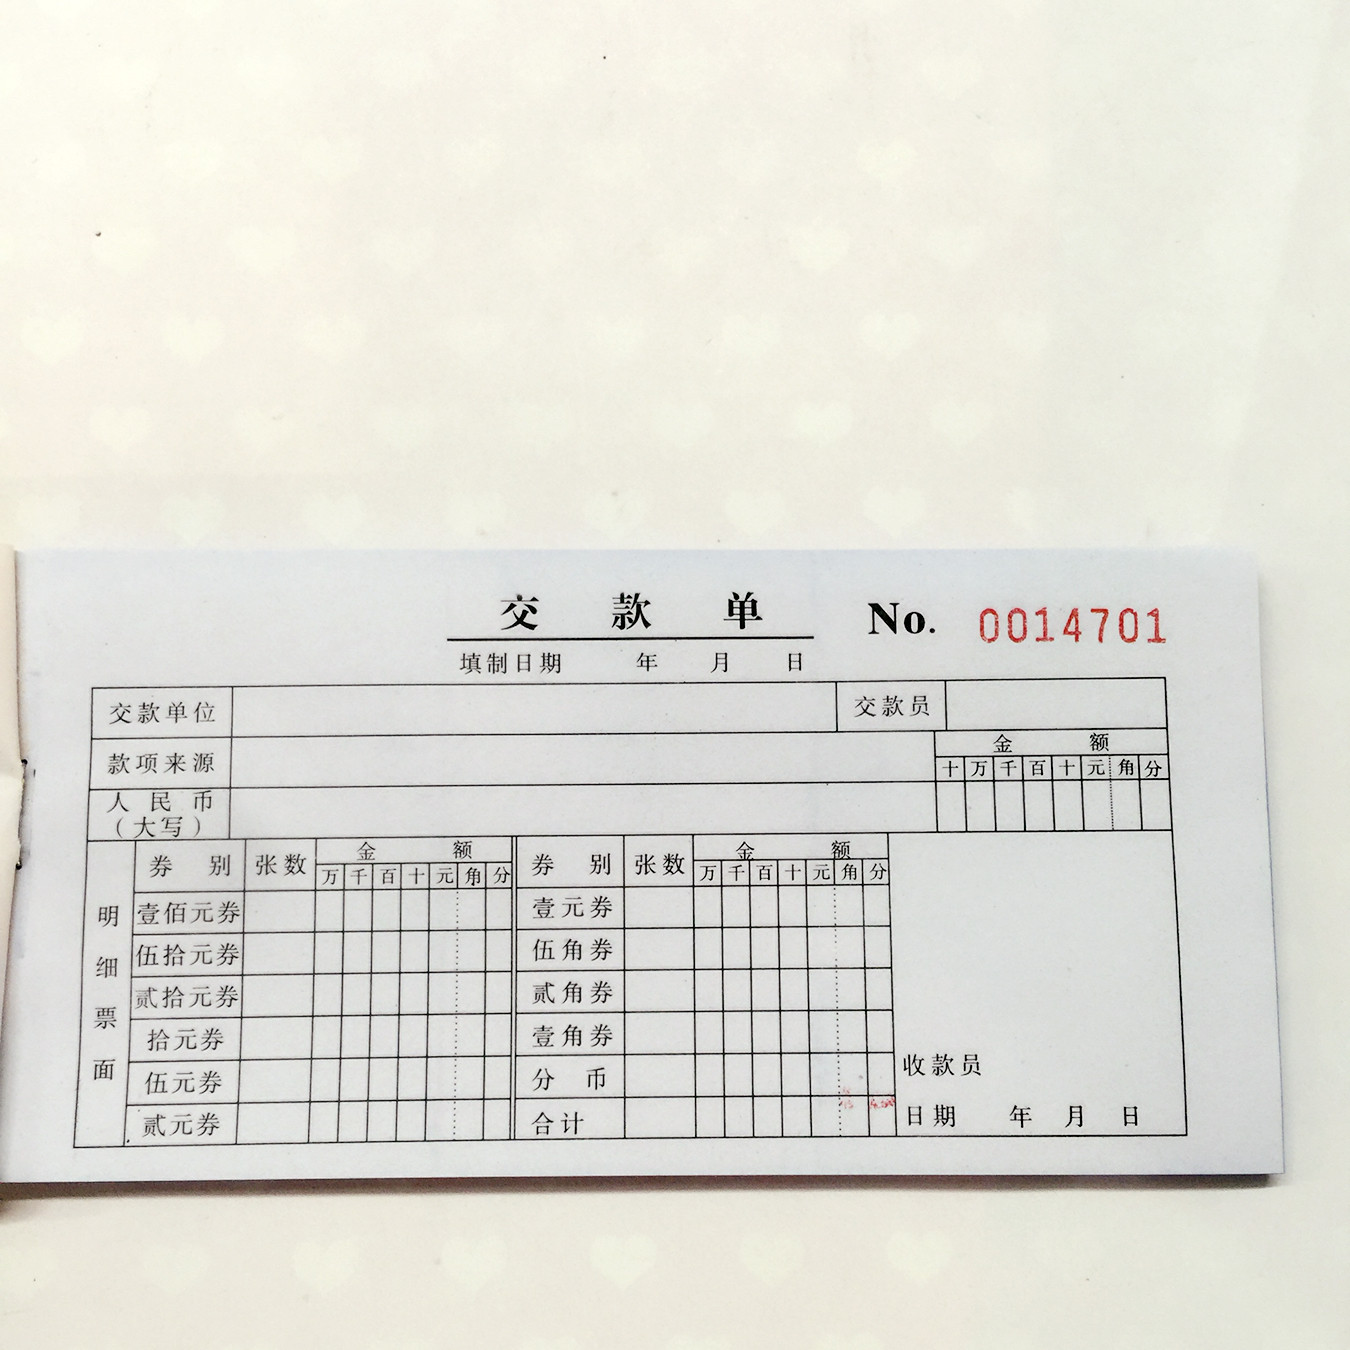 交 款 单 No. 0014701
填制日期 年 月 日
交款单位 交款员
款项来源 金 额
十 万 千 百 十 元 角 分
人 民 币
（大写）
明细票面
券 别 张数 金 额 券 别 张数 金 额
万 千 百 十 元 角 分 万 千 百 十 元 角 分
壹佰元券 壹元券
伍拾元券 伍角券
贰拾元券 贰角券
拾元券 壹角券
伍元券 分 币 收款员
贰元券 合计 日期 年 月 日